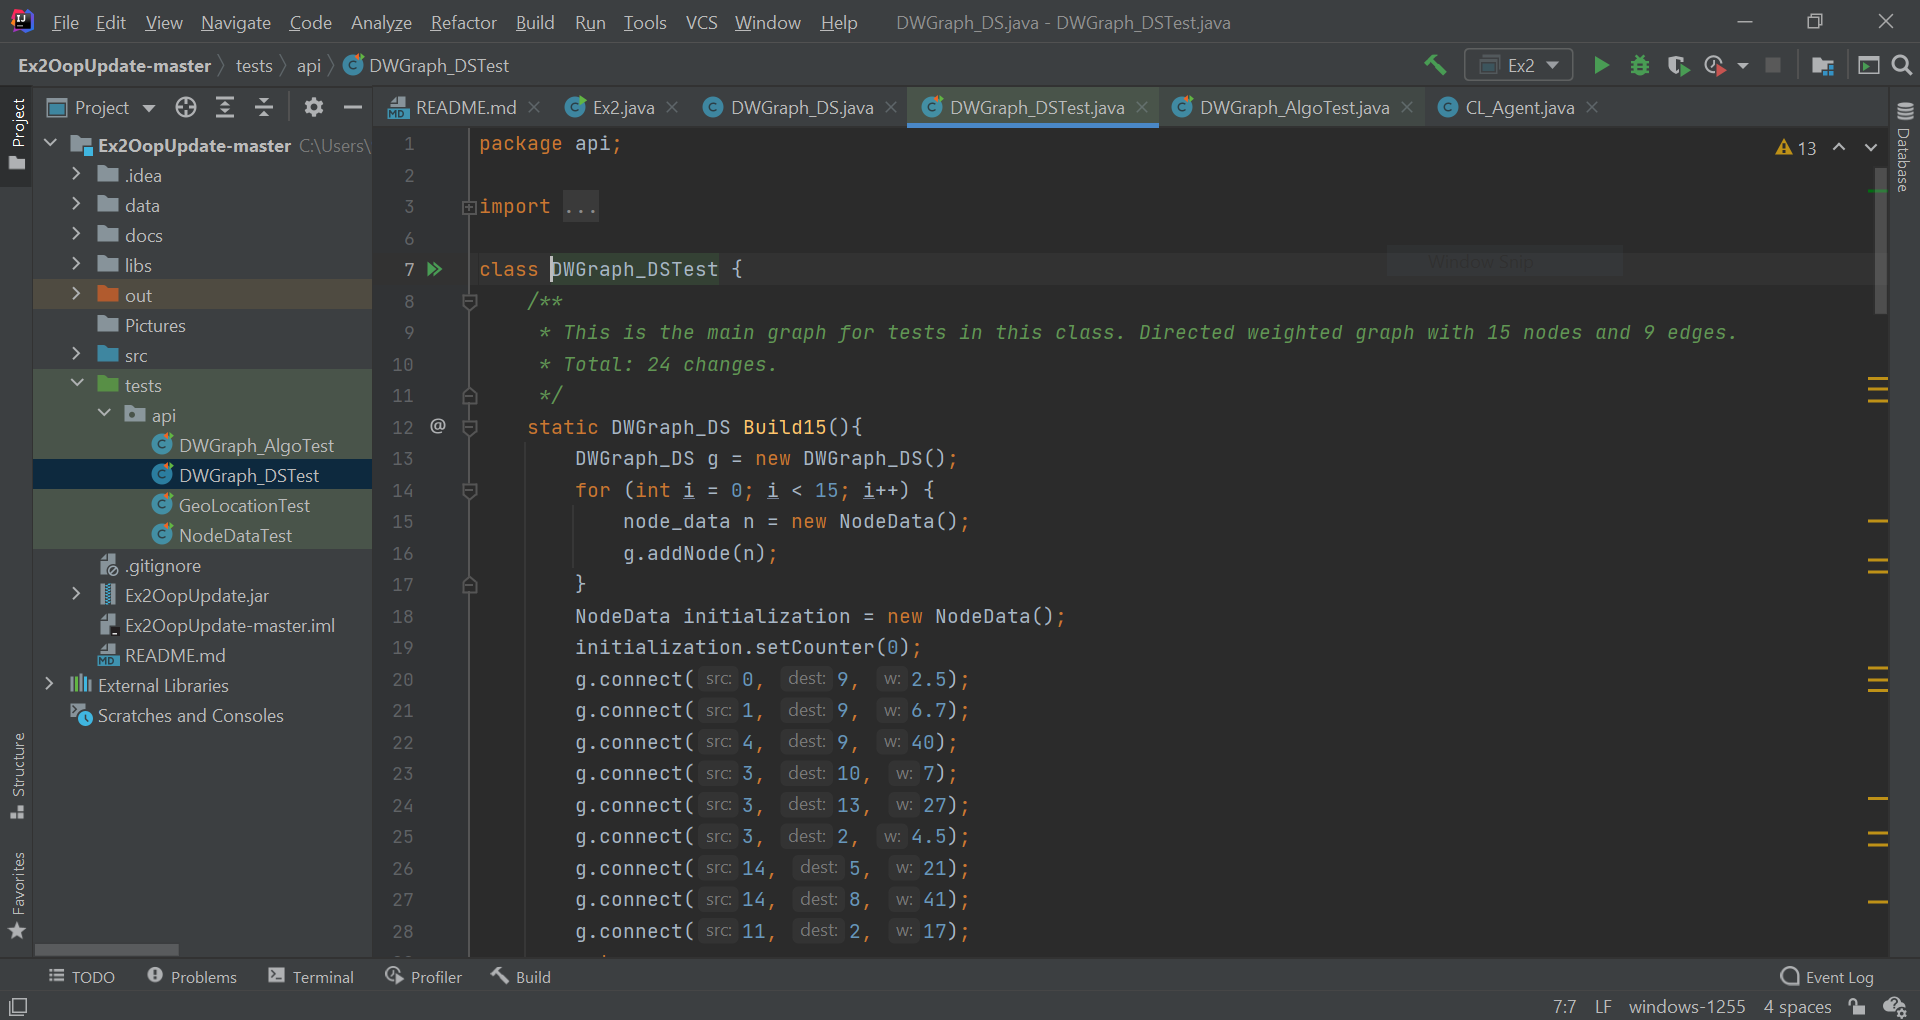 File Edit View Navigate Code Analyze Refactor Build Run Tools VCS Window Help DWGraph_DS.java - DWGraph_DSTest.java
Ex2OopUpdate-master tests api DWGraph_DSTest Ex2
Project README.md Ex2.java DWGraph_DS.java DWGraph_DSTest.java DWGraph_AlgoTest.java CL_Agent.java
Project
Ex2OopUpdate-master C:\Users\
.idea
data
docs
libs
out
Pictures
src
tests
api
DWGraph_AlgoTest
DWGraph_DSTest
GeoLocationTest
NodeDataTest
.gitignore
Ex2OopUpdate.jar
Ex2OopUpdate-master.iml
MD README.md
External Libraries
Scratches and Consoles
Structure
Favorites
1 package api;
2
3 import ...
6
7 class DWGraph_DSTest {
8 /**
9 * This is the main graph for tests in this class. Directed weighted graph with 15 nodes and 9 edges.
10 * Total: 24 changes.
11 */
12 @ static DWGraph_DS Build15(){
13 DWGraph_DS g = new DWGraph_DS();
14 for (int i = 0; i < 15; i++) {
15 node_data n = new NodeData();
16 g.addNode(n);
17 }
18 NodeData initialization = new NodeData();
19 initialization.setCounter(0);
20 g.connect( src: 0, dest: 9, w: 2.5);
21 g.connect( src: 1, dest: 9, w: 6.7);
22 g.connect( src: 4, dest: 9, w: 40);
23 g.connect( src: 3, dest: 10, w: 7);
24 g.connect( src: 3, dest: 13, w: 27);
25 g.connect( src: 3, dest: 2, w: 4.5);
26 g.connect( src: 14, dest: 5, w: 21);
27 g.connect( src: 14, dest: 8, w: 41);
28 g.connect( src: 11, dest: 2, w: 17);
13
Window Snip
Database
TODO Problems Terminal Profiler Build Event Log
7:7 LF windows-1255 4 spaces